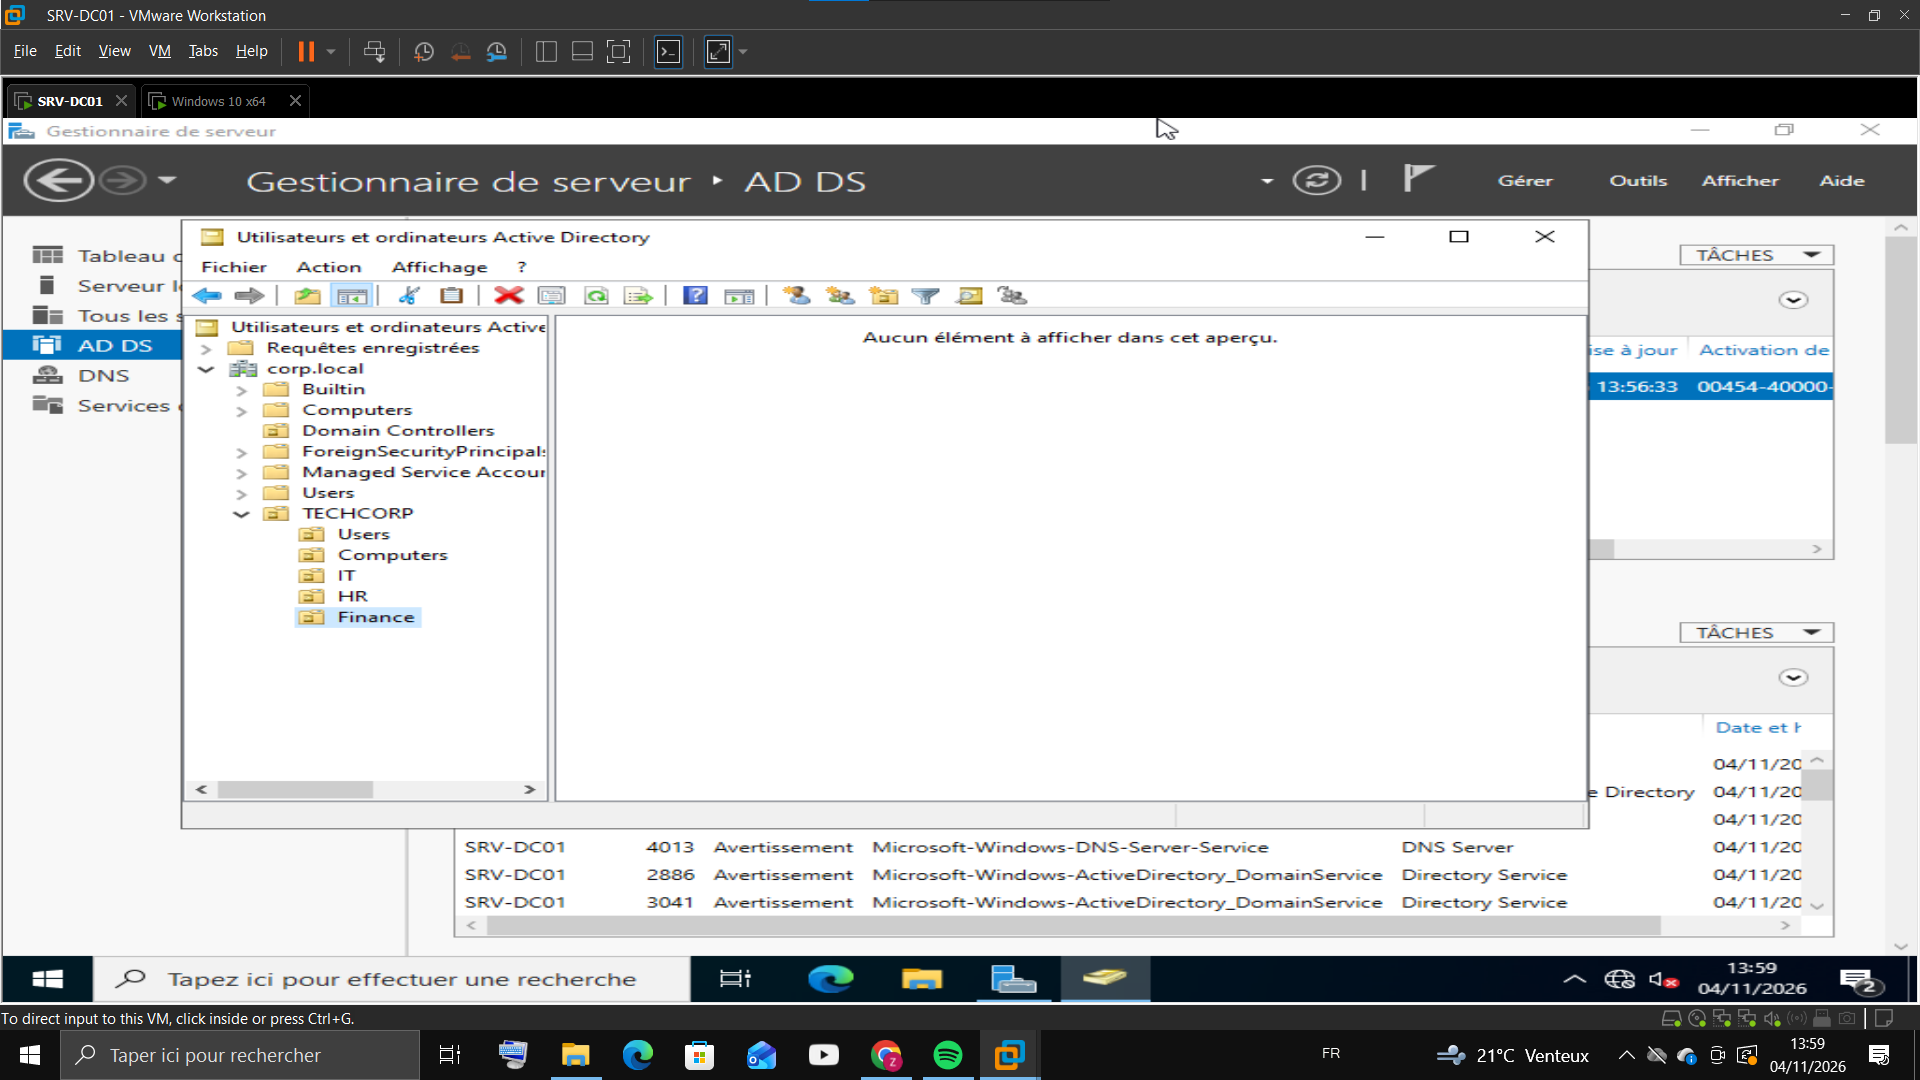 SRV-DC01 - VMware Workstation
File Edit View VM Tabs Help
SRV-DC01 Windows 10 x64
Gestionnaire de serveur
Gestionnaire de serveur AD DS Gérer Outils Afficher Aide
Tableau
Serveur
Tous les
AD DS
DNS
Services
TÂCHES
Utilisateurs et ordinateurs Active Directory
Fichier Action Affichage ?
Utilisateurs et ordinateurs Active
Requêtes enregistrées
corp.local
Builtin
Computers
Domain Controllers
ForeignSecurityPrincipals
Managed Service Accou
Users
TECHCORP
Users
Computers
IT
HR
Finance
Aucun élément à afficher dans cet aperçu.
ise à jour Activation de
13:56:33 00454-40000-
TÂCHES
Date et h
04/11/20
e Directory 04/11/20
04/11/20
SRV-DC01 4013 Avertissement Microsoft-Windows-DNS-Server-Service DNS Server 04/11/20
SRV-DC01 2886 Avertissement Microsoft-Windows-ActiveDirectory_DomainService Directory Service 04/11/20
SRV-DC01 3041 Avertissement Microsoft-Windows-ActiveDirectory_DomainService Directory Service 04/11/20
Tapez ici pour effectuer une recherche
13:59
04/11/2026
2
To direct input to this VM, click inside or press Ctrl+G.
Taper ici pour rechercher
FR
21°C Venteux
13:59
04/11/2026